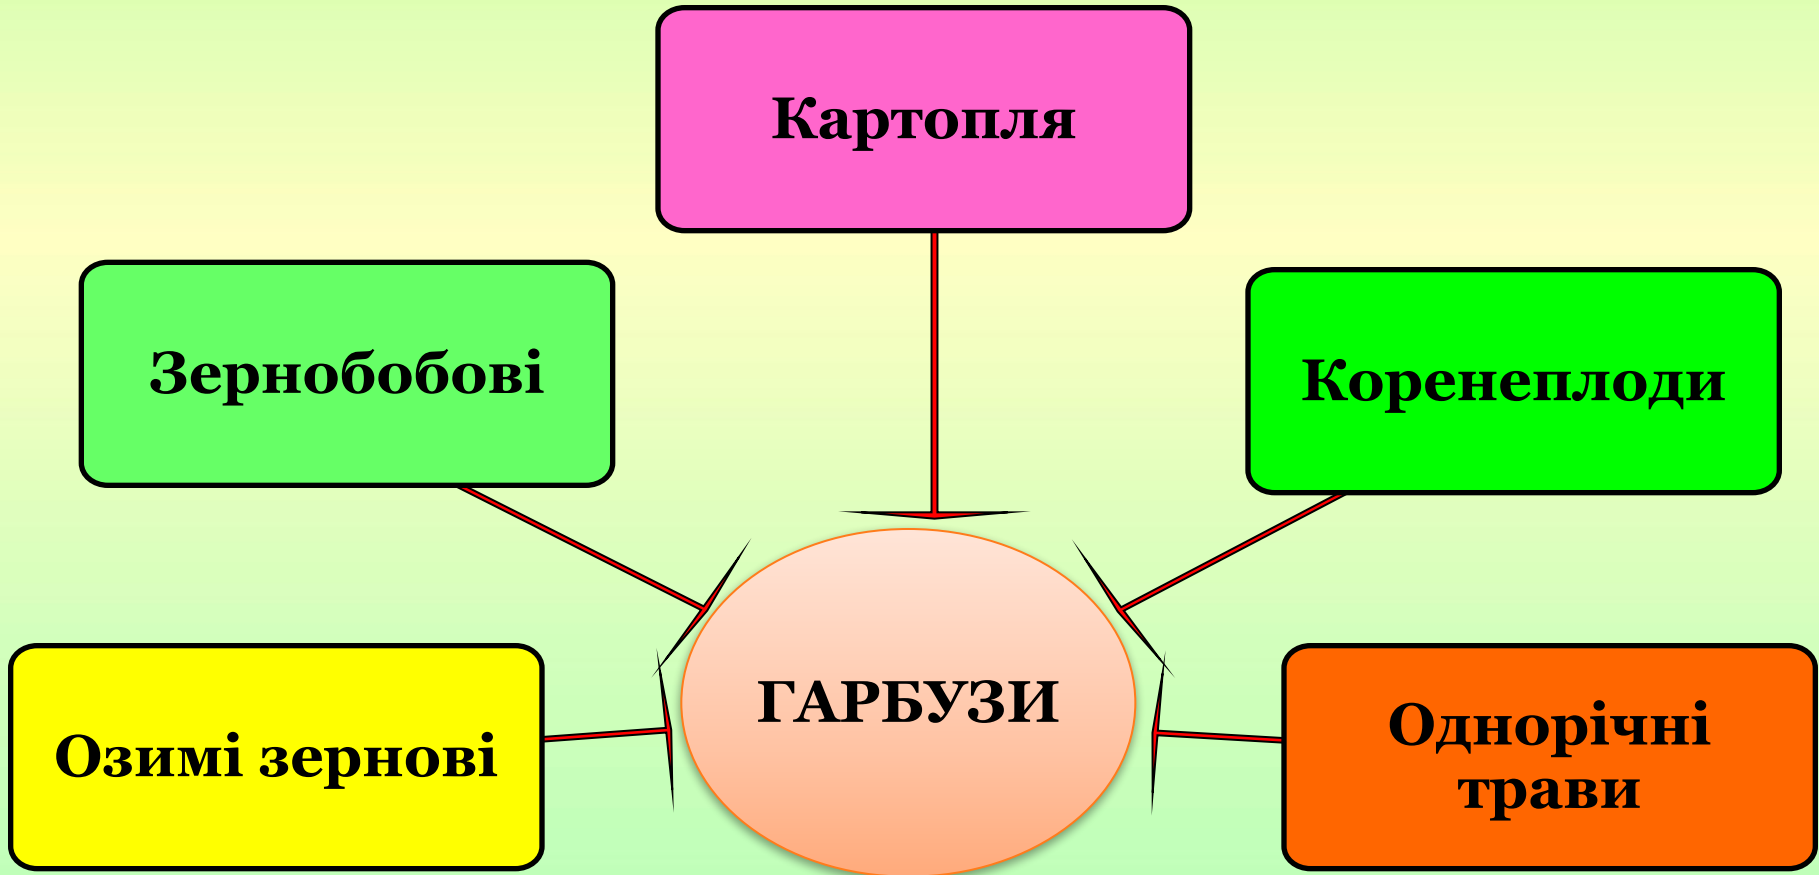 Картопля
Зернобобові
Коренеплоди
ГАРБУЗИ
Озимі зернові
Однорічні
трави